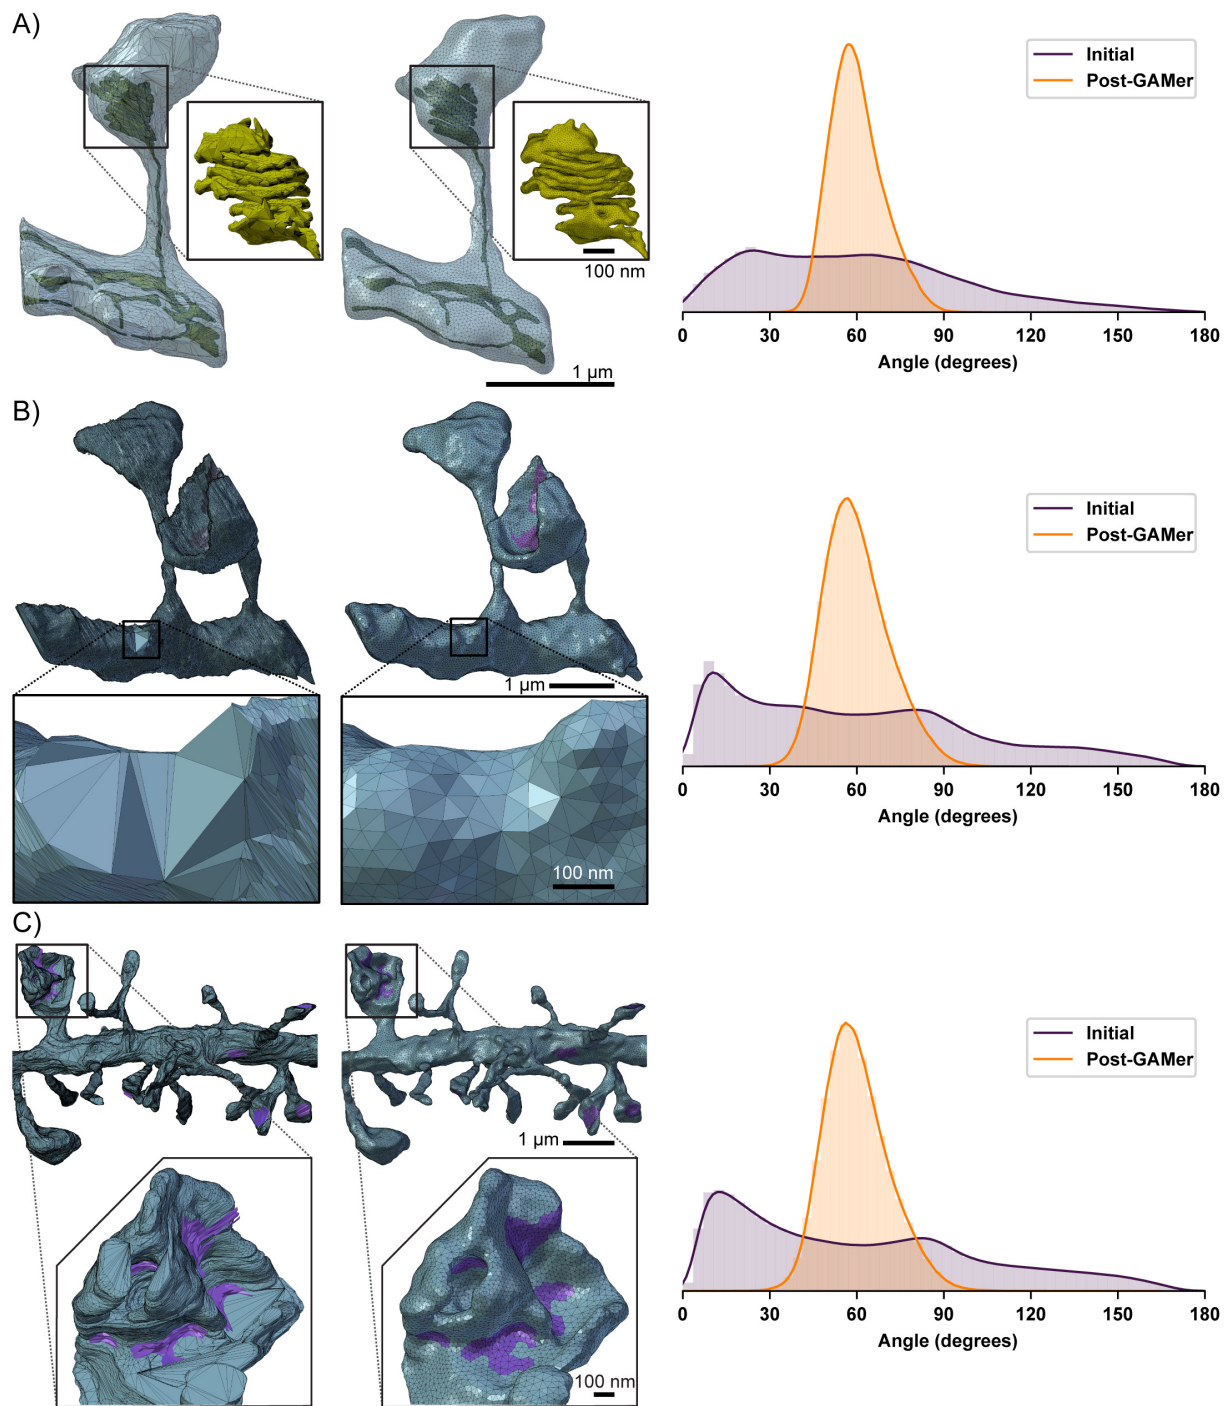 A)
Initial
Post-GAMer
100 nm
0 30 60 90 120 150 180
Angle (degrees)
1 µm
B)
Initial
Post-GAMer
1 µm
0 30 60 90 120 150 180
Angle (degrees)
100 nm
C)
Initial
Post-GAMer
1 µm
0 30 60 90 120 150 180
Angle (degrees)
100 nm